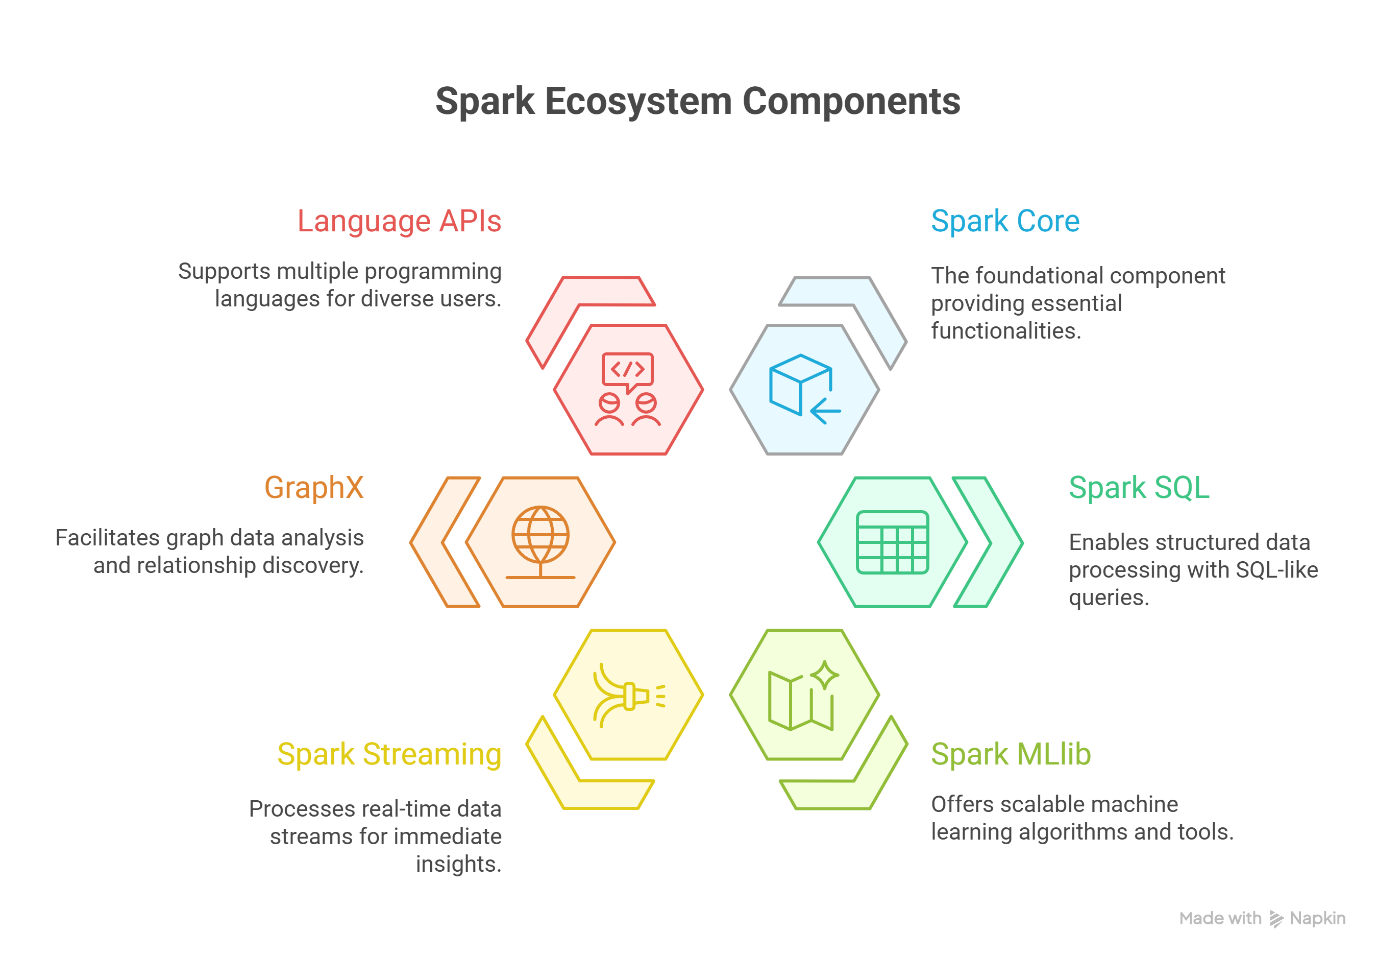 Spark Ecosystem Components
Language APIs
Supports multiple programming
languages for diverse users.
Spark Core
The foundational component
providing essential
functionalities.
</>
GraphX
Facilitates graph data analysis
and relationship discovery.
Spark SQL
Enables structured data
processing with SQL-like
queries.
Spark Streaming
Processes real-time data
streams for immediate
insights.
Spark MLlib
Offers scalable machine
learning algorithms and tools.
Made with Napkin